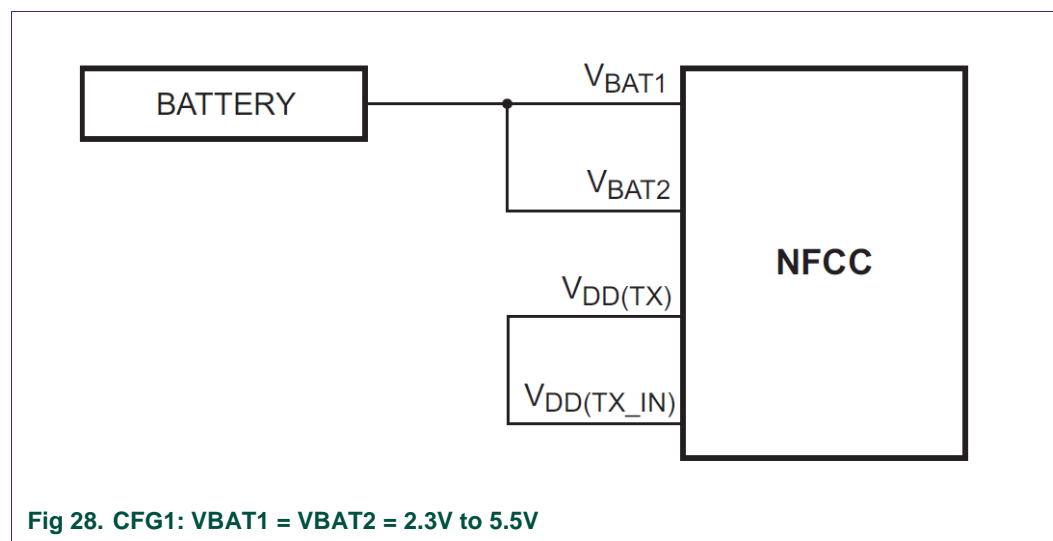 BATTERY
VBAT1
VBAT2
NFCC
VDD(TX)
VDD(TX_IN)
Fig 28. CFG1: VBAT1 = VBAT2 = 2.3V to 5.5V